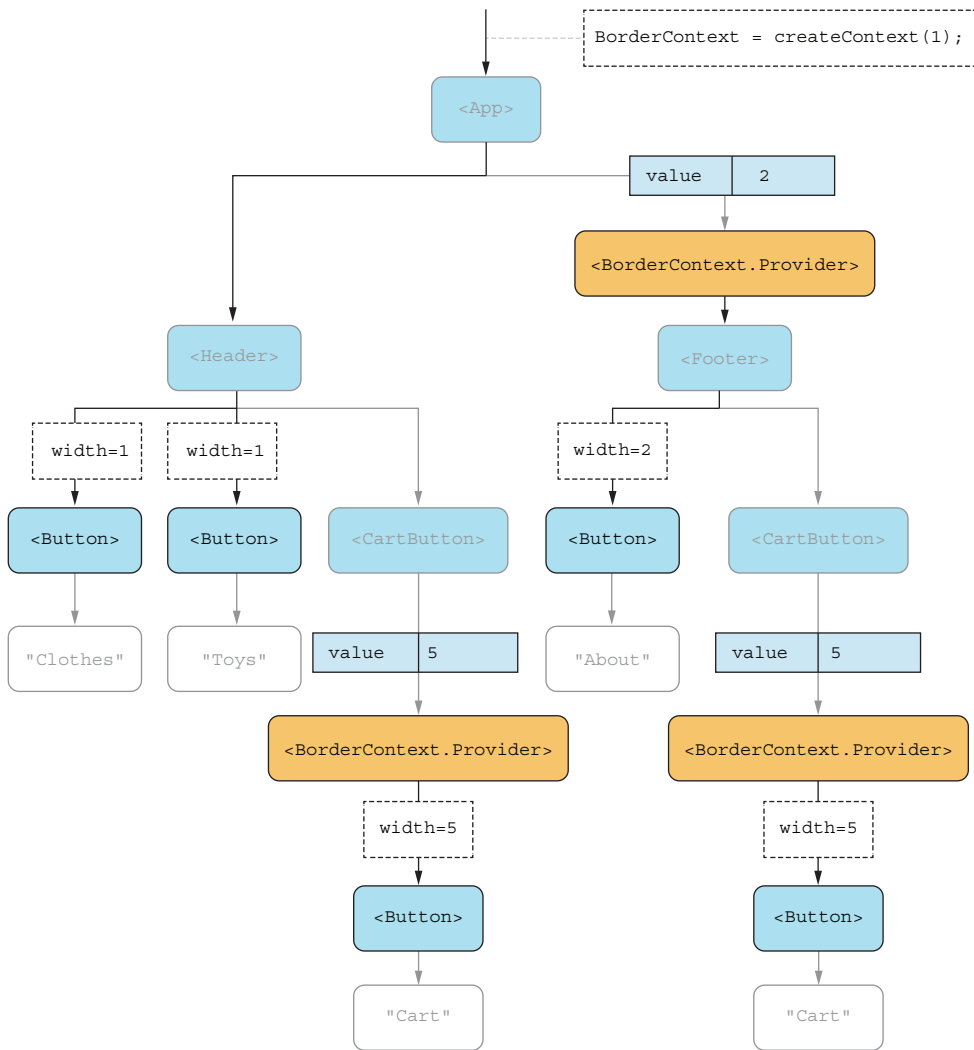 BorderContext = createContext(1);
<App>
value 2
<BorderContext.Provider>
<Header> <Footer>
width=1 width=1 width=2
<Button> <Button> <CartButton> <Button> <CartButton>
"Clothes" "Toys" value 5 "About" value 5
<BorderContext.Provider> <BorderContext.Provider>
width=5 width=5
<Button> <Button>
"Cart" "Cart"